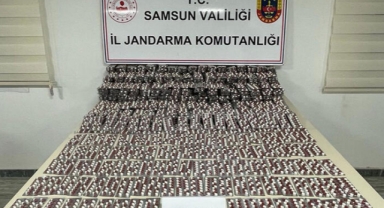 T.C.
SAMSUN VALİLİĞİ
İL JANDARMA KOMUTANLIĞI